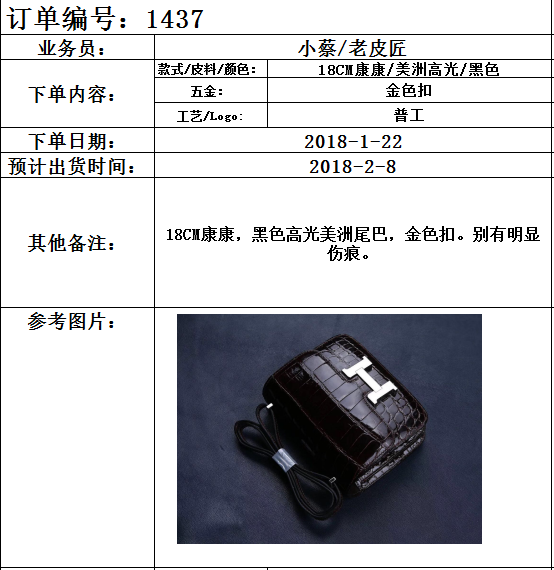 订单编号：1437
业务员： 小蔡/老皮匠
下单内容： 款式/皮料/颜色： 18CM康康/美洲高光/黑色
五金： 金色扣
工艺/Logo: 普工
下单日期： 2018-1-22
预计出货时间： 2018-2-8
其他备注： 18CM康康，黑色高光美洲尾巴，金色扣。别有明显
伤痕。
参考图片：